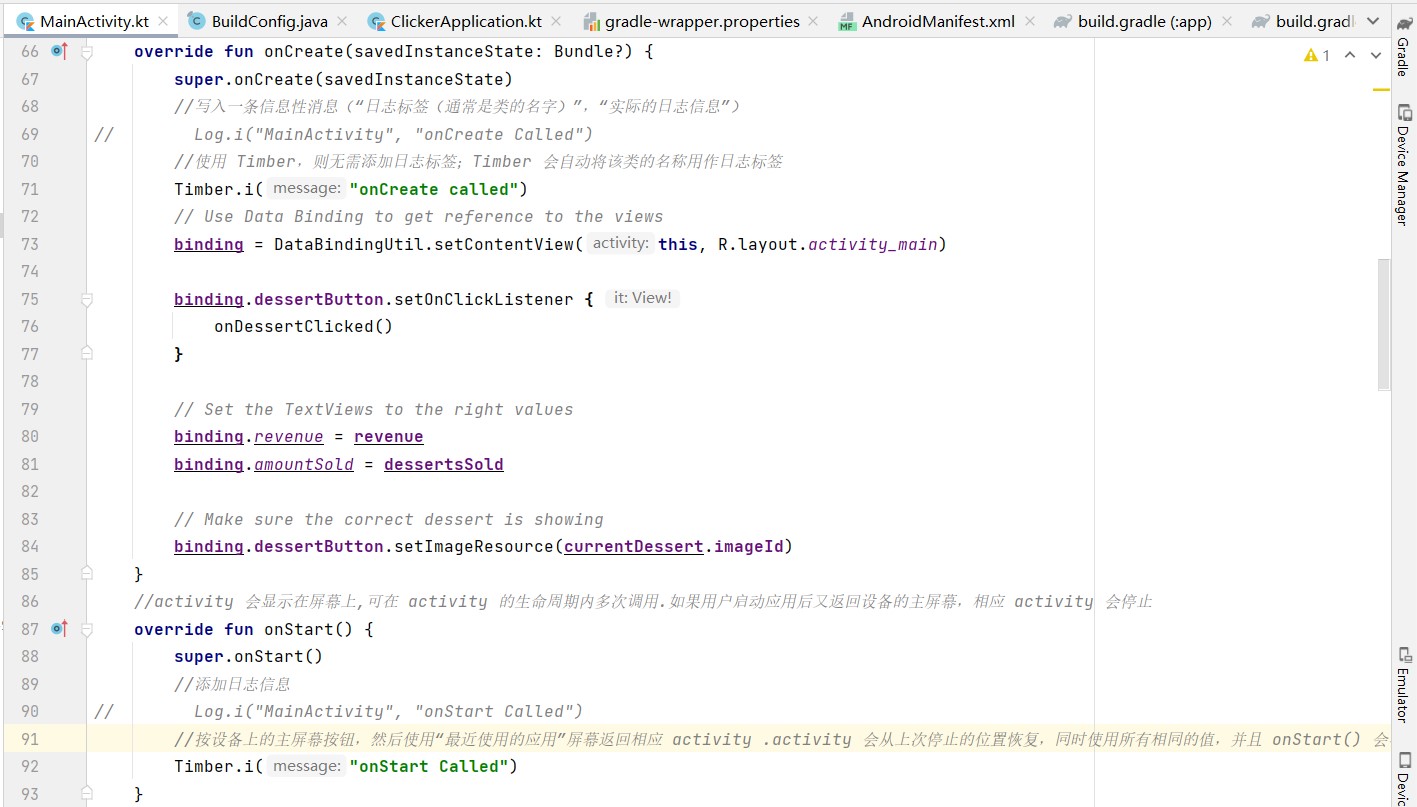 MainActivity.kt BuildConfig.java ClickerApplication.kt gradle-wrapper.properties AndroidManifest.xml build.gradle (:app) build.gradl
66 override fun onCreate(savedInstanceState: Bundle?) {
67 super.onCreate(savedInstanceState)
68 //写入一条信息性消息（“日志标签（通常是类的名字）”，“实际的日志信息”）
69 // Log.i("MainActivity", "onCreate Called")
70 //使用 Timber，则无需添加日志标签；Timber 会自动将该类的名称用作日志标签
71 Timber.i( message: "onCreate called")
72 // Use Data Binding to get reference to the views
73 binding = DataBindingUtil.setContentView( activity: this, R.layout.activity_main)
74
75 binding.dessertButton.setOnClickListener { it: View!
76 onDessertClicked()
77 }
78
79 // Set the TextViews to the right values
80 binding.revenue = revenue
81 binding.amountSold = dessertsSold
82
83 // Make sure the correct dessert is showing
84 binding.dessertButton.setImageResource(currentDessert.imageId)
85 }
86 //activity 会显示在屏幕上,可在 activity 的生命周期内多次调用.如果用户启动应用后又返回设备的主屏幕，相应 activity 会停止
87 override fun onStart() {
88 super.onStart()
89 //添加日志信息
90 // Log.i("MainActivity", "onStart Called")
91 //按设备上的主屏幕按钮，然后使用“最近使用的应用”屏幕返回相应 activity .activity 会从上次停止的位置恢复，同时使用所有相同的值，并且 onStart() 会
92 Timber.i( message: "onStart Called")
93 }
1
Gradle
Device Manager
Emulator
Devic
MF